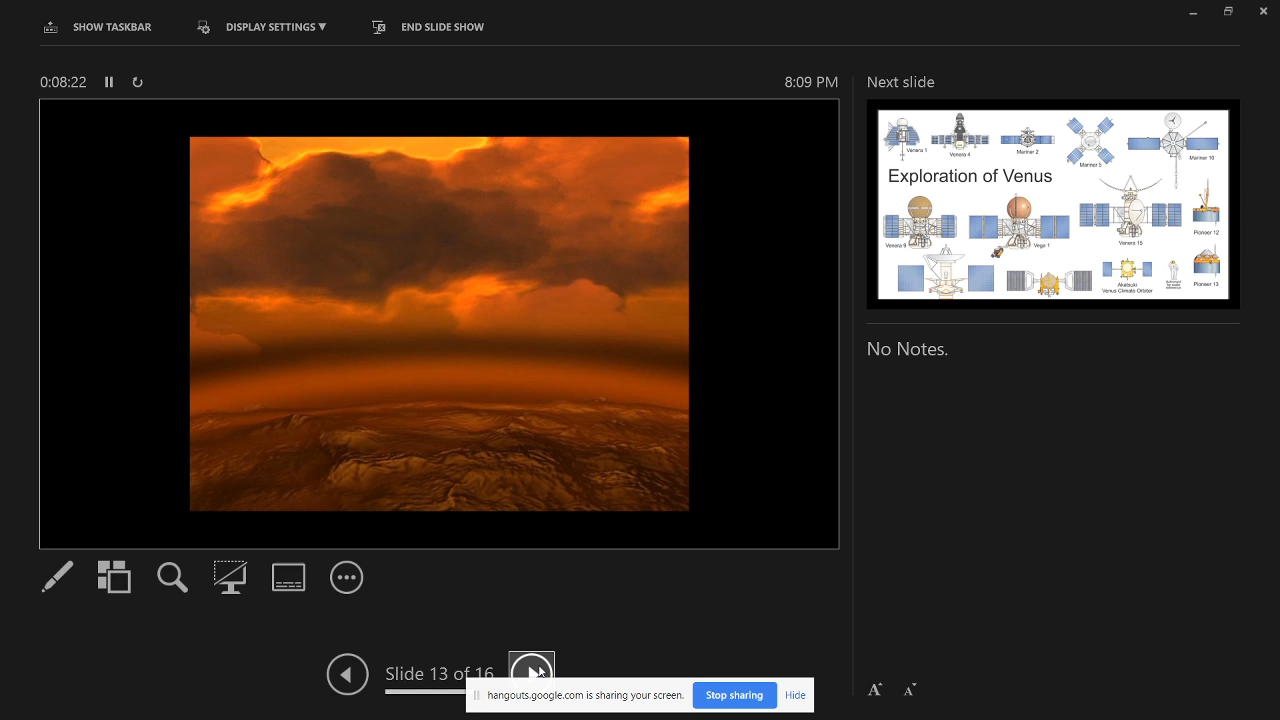 SHOW TASKBAR
DISPLAY SETTINGS ▼
END SLIDE SHOW
0:08:22
8:09 PM
Next slide
Venera 1
Venera 4
Mariner 2
Mariner 5
Mariner 10
Exploration of Venus
Venera 9
Vega 1
Venera 15
Pioneer 12
Akatsuki
Venus Climate Orbiter
Pioneer 13
No Notes.
Slide 13 of 16
hangouts.google.com is sharing your screen.
Stop sharing
Hide
A A